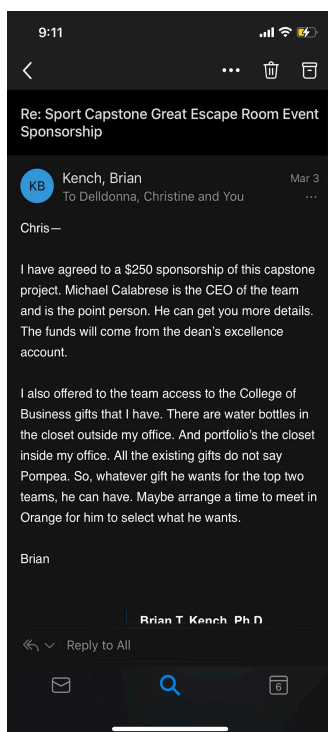 9:11
Re: Sport Capstone Great Escape Room Event
Sponsorship
KB
Kench, Brian
Mar 3
To Delldonna, Christine and You
Chris—
I have agreed to a $250 sponsorship of this capstone
project. Michael Calabrese is the CEO of the team
and is the point person. He can get you more details.
The funds will come from the dean’s excellence
account.
I also offered to the team access to the College of
Business gifts that I have. There are water bottles in
the closet outside my office. And portfolio’s the closet
inside my office. All the existing gifts do not say
Pompea. So, whatever gift he wants for the top two
teams, he can have. Maybe arrange a time to meet in
Orange for him to select what he wants.
Brian
Brian T. Kench, Ph.D.
Reply to All
6